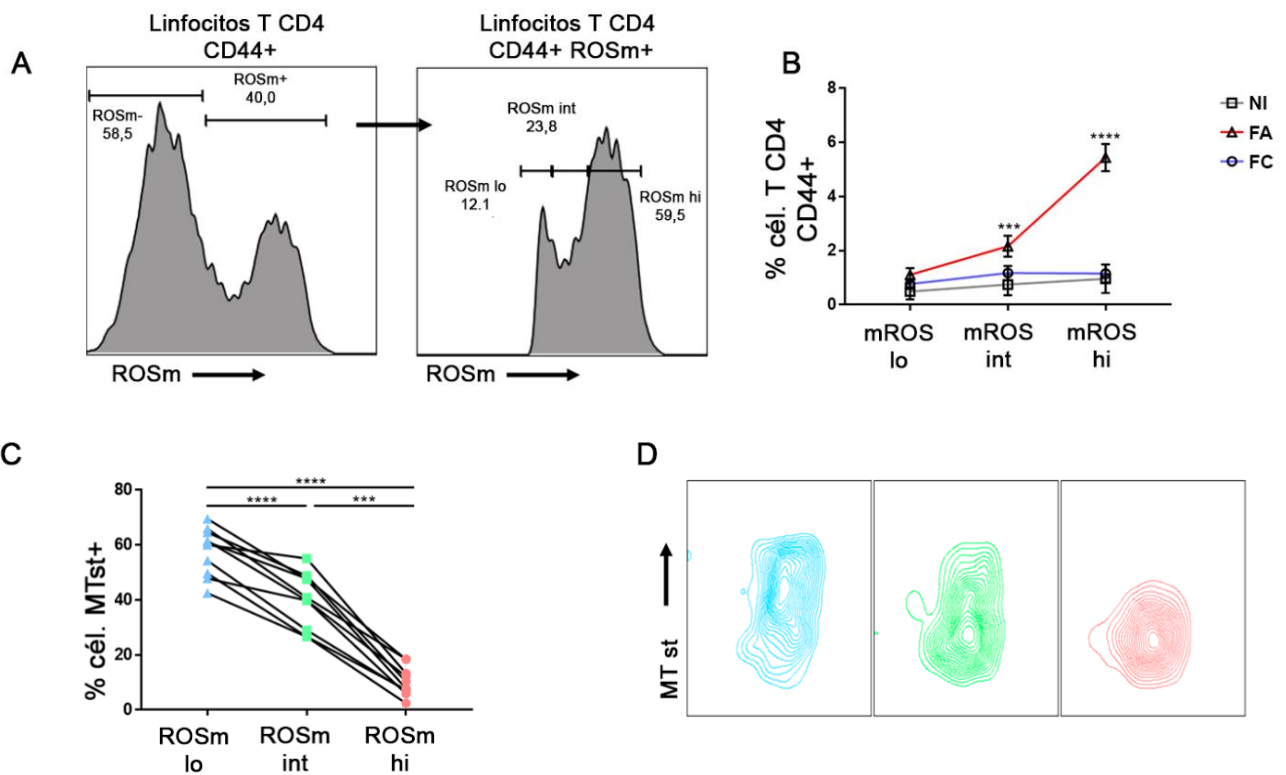 A
Linfocitos T CD4
CD44+
ROSm-
58,5
ROSm+
40,0
ROSm
Linfocitos T CD4
CD44+ ROSm+
ROSm lo
12.1
ROSm int
23,8
ROSm hi
59,5
ROSm
B
% cél. T CD4
CD44+
8
6
4
2
0
***
****
mROS
lo
mROS
int
mROS
hi
NI
FA
FC
C
% cél. MTst+
80
60
40
20
0
****
****
***
ROSm
lo
ROSm
int
ROSm
hi
D
MT st